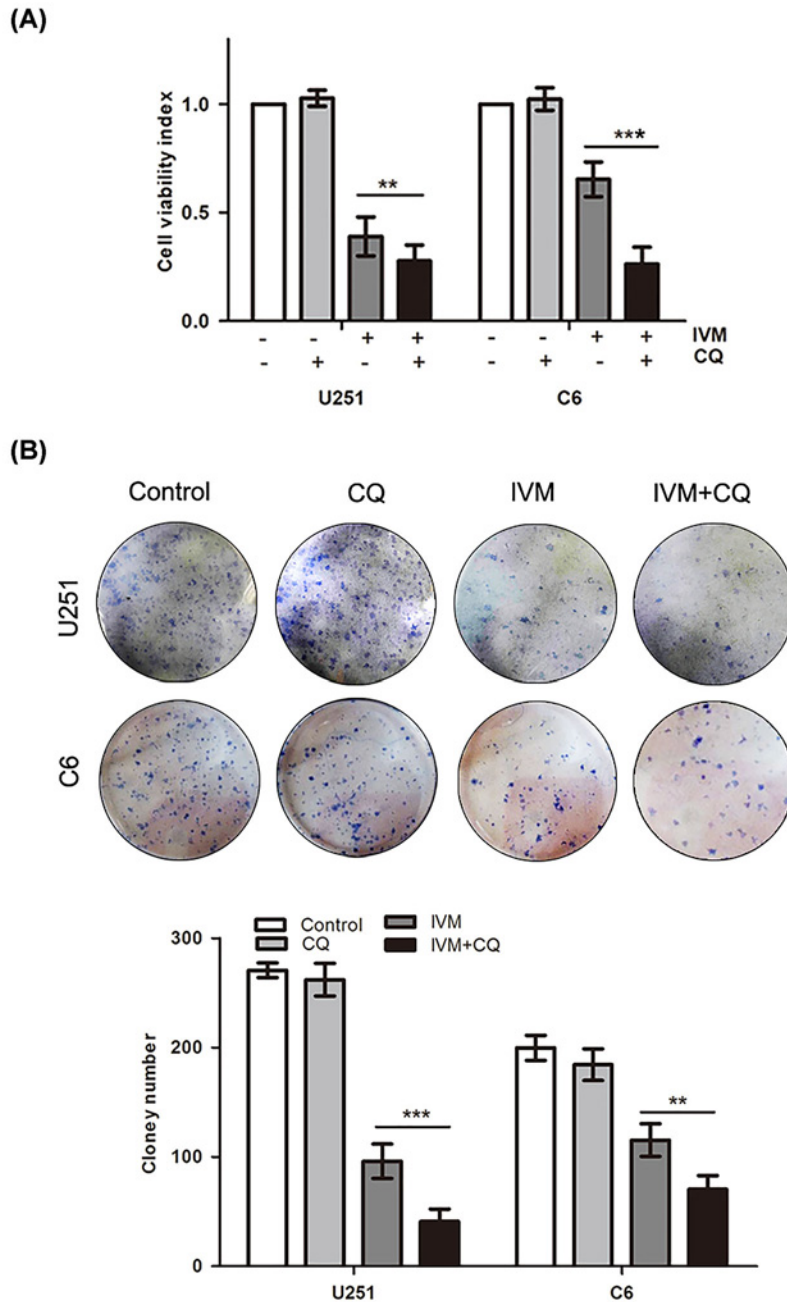 (A)
Cell viability index
1.0
0.5
0.0
** ***
- - + + - - + + IVM
- + - + - + - + CQ
U251 C6
(B)
Control CQ IVM IVM+CQ
U251
C6
Control IVM
CQ IVM+CQ
Cloney number
300
200
100
0
*** **
U251 C6